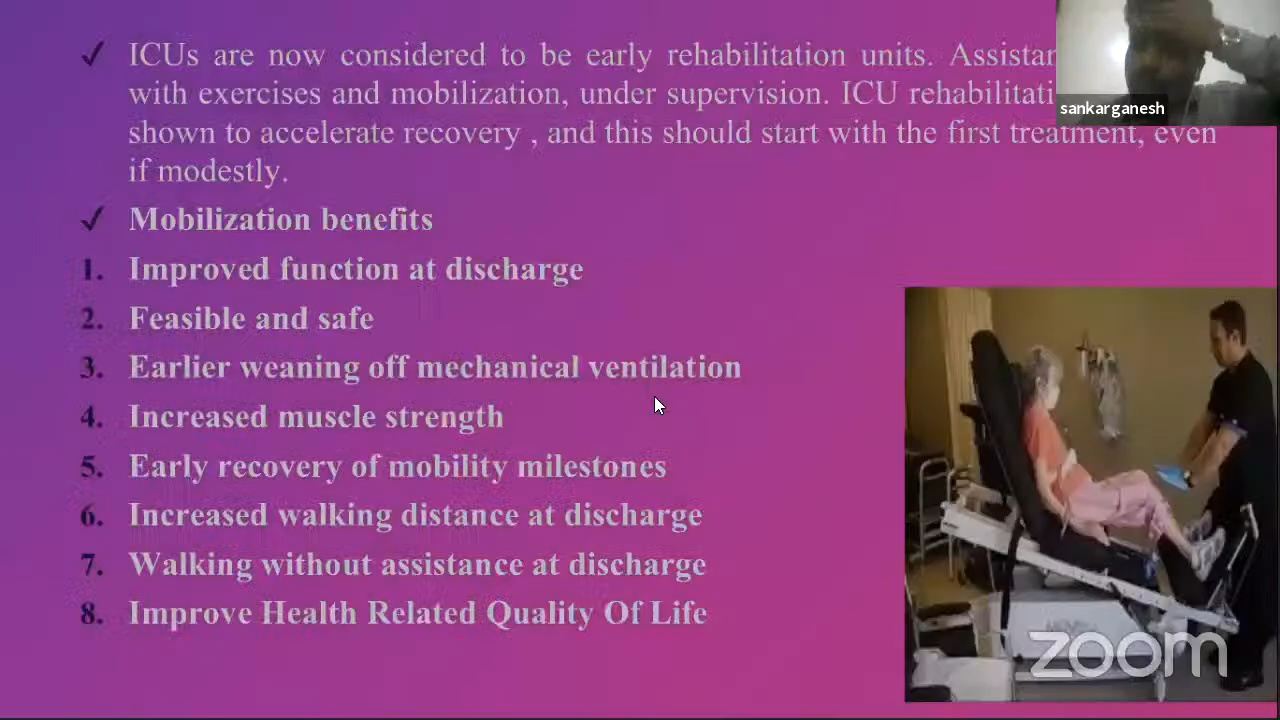 ✓ ICUs are now considered to be early rehabilitation units.
with exercises and mobilization, under supervision. ICU
sankarganesh
shown to accelerate recovery , and this should start with the first treatment, even
if modestly.
✓ Mobilization benefits
1. Improved function at discharge
2. Feasible and safe
3. Earlier weaning off mechanical ventilation
4. Increased muscle strength
5. Early recovery of mobility milestones
6. Increased walking distance at discharge
7. Walking without assistance at discharge
8. Improve Health Related Quality Of Life
zoom